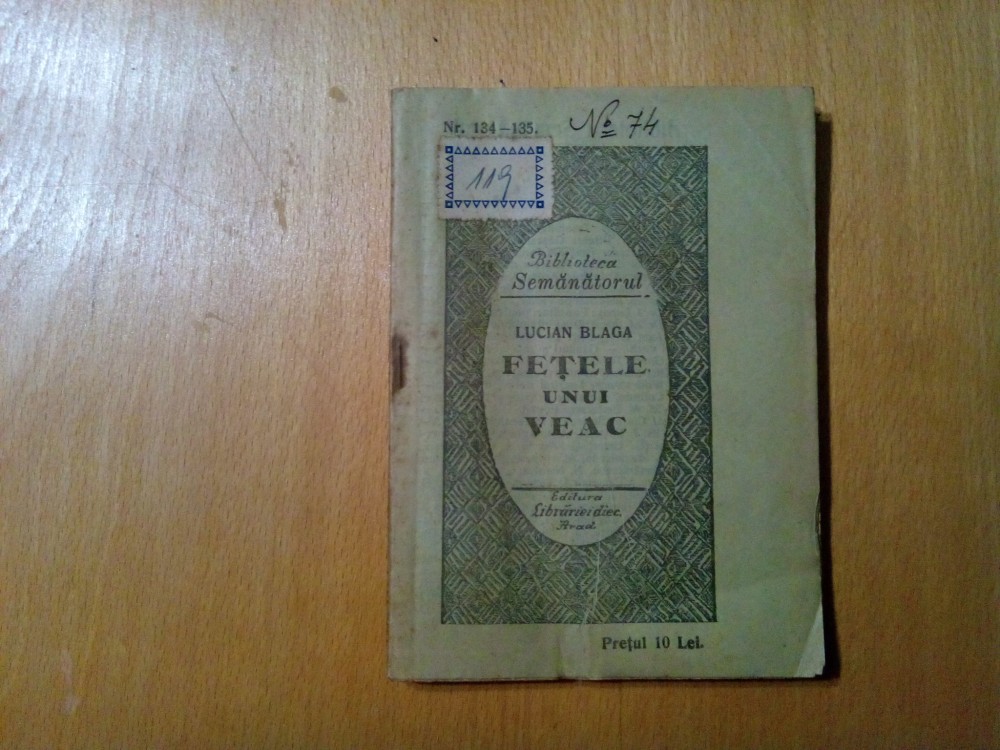 Nr. 134-135.
№ 74
119
Biblioteca
Semănătorul
LUCIAN BLAGA
FEȚELE
UNUI
VEAC
Editura
Librăriei diec.
Arad.
Prețul 10 Lei.